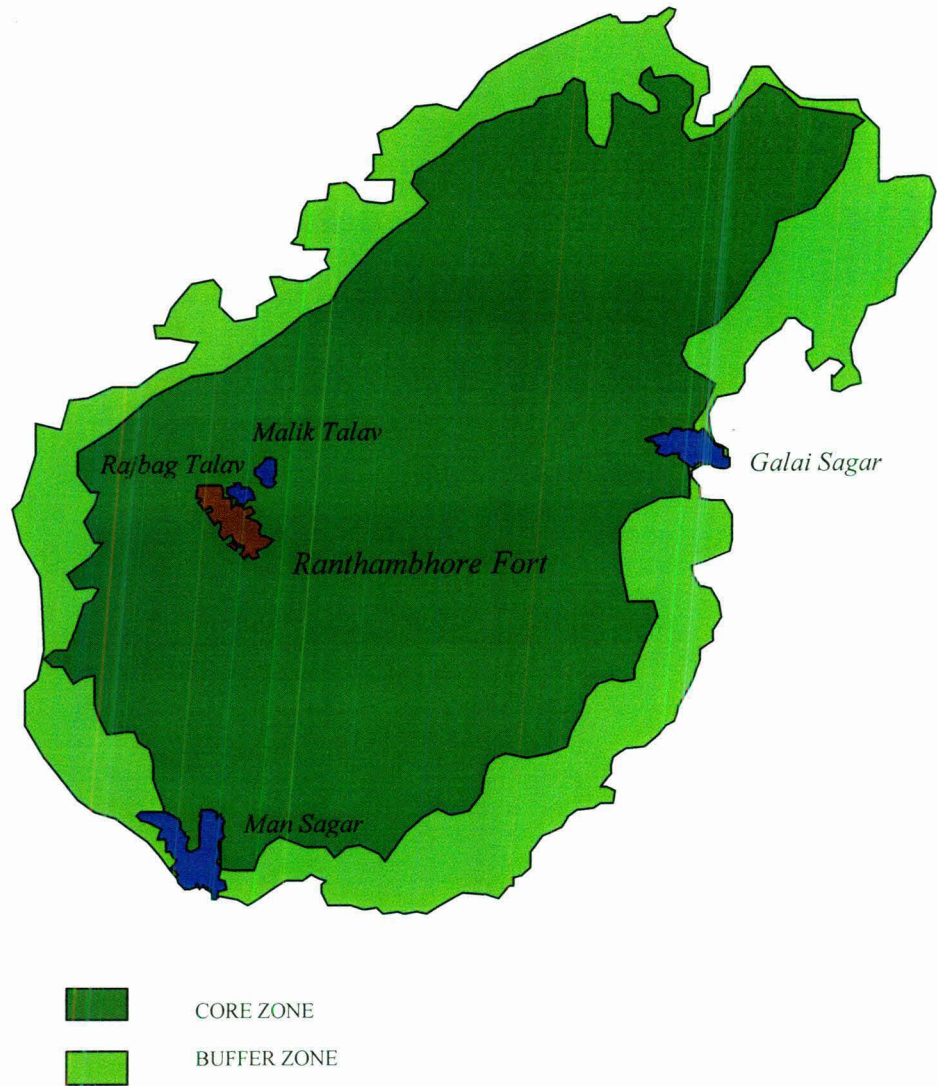 Malik Talav
Rajbag Talav
Galai Sagar
Ranthambhore Fort
Man Sagar
CORE ZONE
BUFFER ZONE